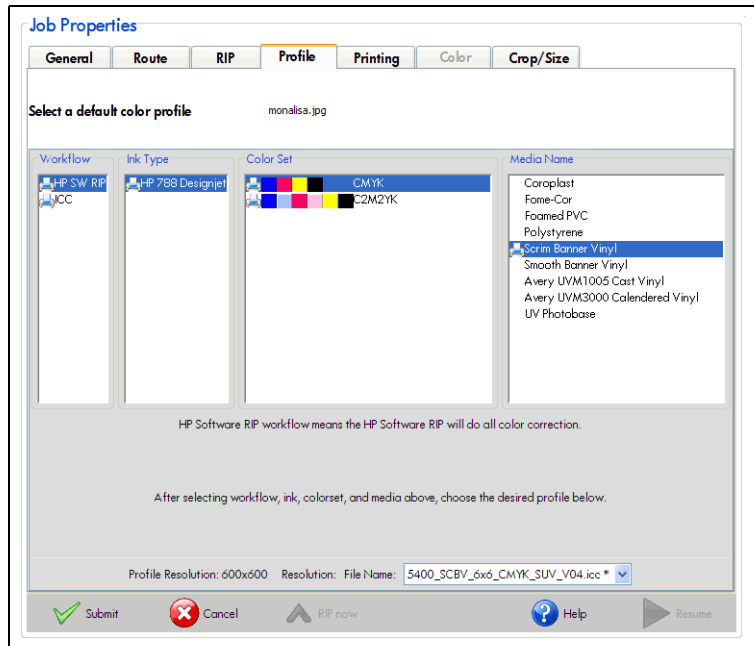 Job Properties
General Route RIP Profile Printing Color Crop/Size
Select a default color profile monalisa.jpg
Workflow Ink Type Color Set Media Name
HP SW RIP HP 788 Designjet CMYK Coroplast
ICC C2M2YK Fome-Cor
Foamed PVC
Polystyrene
Scrim Banner Vinyl
Smooth Banner Vinyl
Avery UVM1005 Cast Vinyl
Avery UVM3000 Calendered Vinyl
UV Photobase
HP Software RIP workflow means the HP Software RIP will do all color correction.
After selecting workflow, ink, colorset, and media above, choose the desired profile below.
Profile Resolution: 600x600 Resolution: File Name: 5400_SCBV_6x6_CMYK_SUV_V04.icc *
Submit Cancel RIP now Help Resume